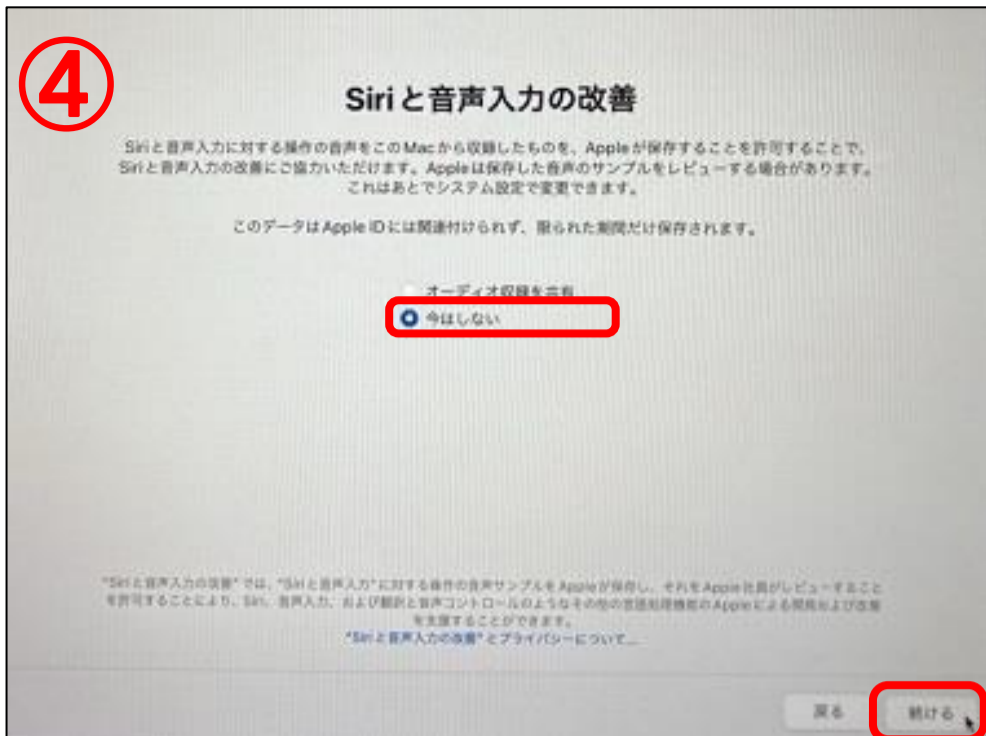 ④
Siriと音声入力の改善
Siriと音声入力に対する操作の音声をこのMacから収録したものを、Appleが保存することを許可することで、
Siriと音声入力の改善にご協力いただけます。Appleは保存した音声のサンプルをレビューする場合があります。
これはあとでシステム設定で変更できます。
このデータはApple IDには関連付けられず、限られた期間だけ保存されます。
オーディオ収録を共有
今はしない
"Siriと音声入力の改善"では、"Siriと音声入力"に対する操作の音声サンプルをAppleが保存し、それをApple社員がレビューすること
を許可することにより、Siri、音声入力、および翻訳と音声コントロールのようなその他の言語処理機能のAppleによる開発および改善
を支援することができます。
"Siriと音声入力の改善"とプライバシーについて...
戻る
続ける